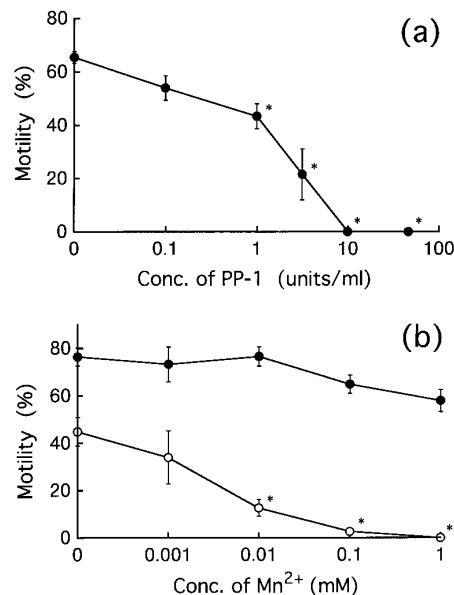 (a)
80
60
40
20
0
Motility (%)
*
*
*
*
0 0.1 1 10 100
Conc. of PP-1 (units/ml)
(b)
80
60
40
20
0
Motility (%)
*
*
*
0 0.001 0.01 0.1 1
Conc. of Mn²⁺ (mM)